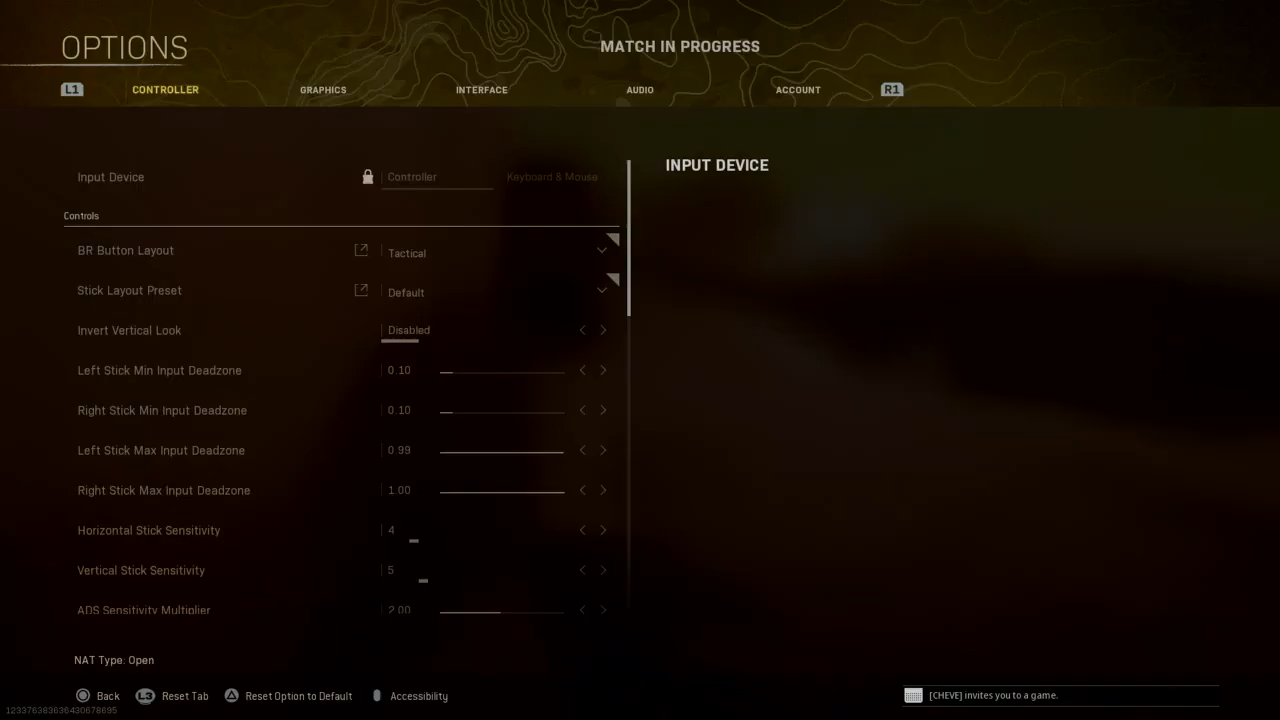 OPTIONS
MATCH IN PROGRESS
L1 CONTROLLER GRAPHICS INTERFACE AUDIO ACCOUNT R1
Input Device Controller Keyboard & Mouse
INPUT DEVICE
Controls
BR Button Layout Tactical
Stick Layout Preset Default
Invert Vertical Look Disabled
Left Stick Min Input Deadzone 0.10
Right Stick Min Input Deadzone 0.10
Left Stick Max Input Deadzone 0.99
Right Stick Max Input Deadzone 1.00
Horizontal Stick Sensitivity 4
Vertical Stick Sensitivity 5
ADS Sensitivity Multiplier 2.00
NAT Type: Open
Back L3 Reset Tab Reset Option to Default Accessibility
[CHEVE] invites you to a game.
12337638363643067869​5